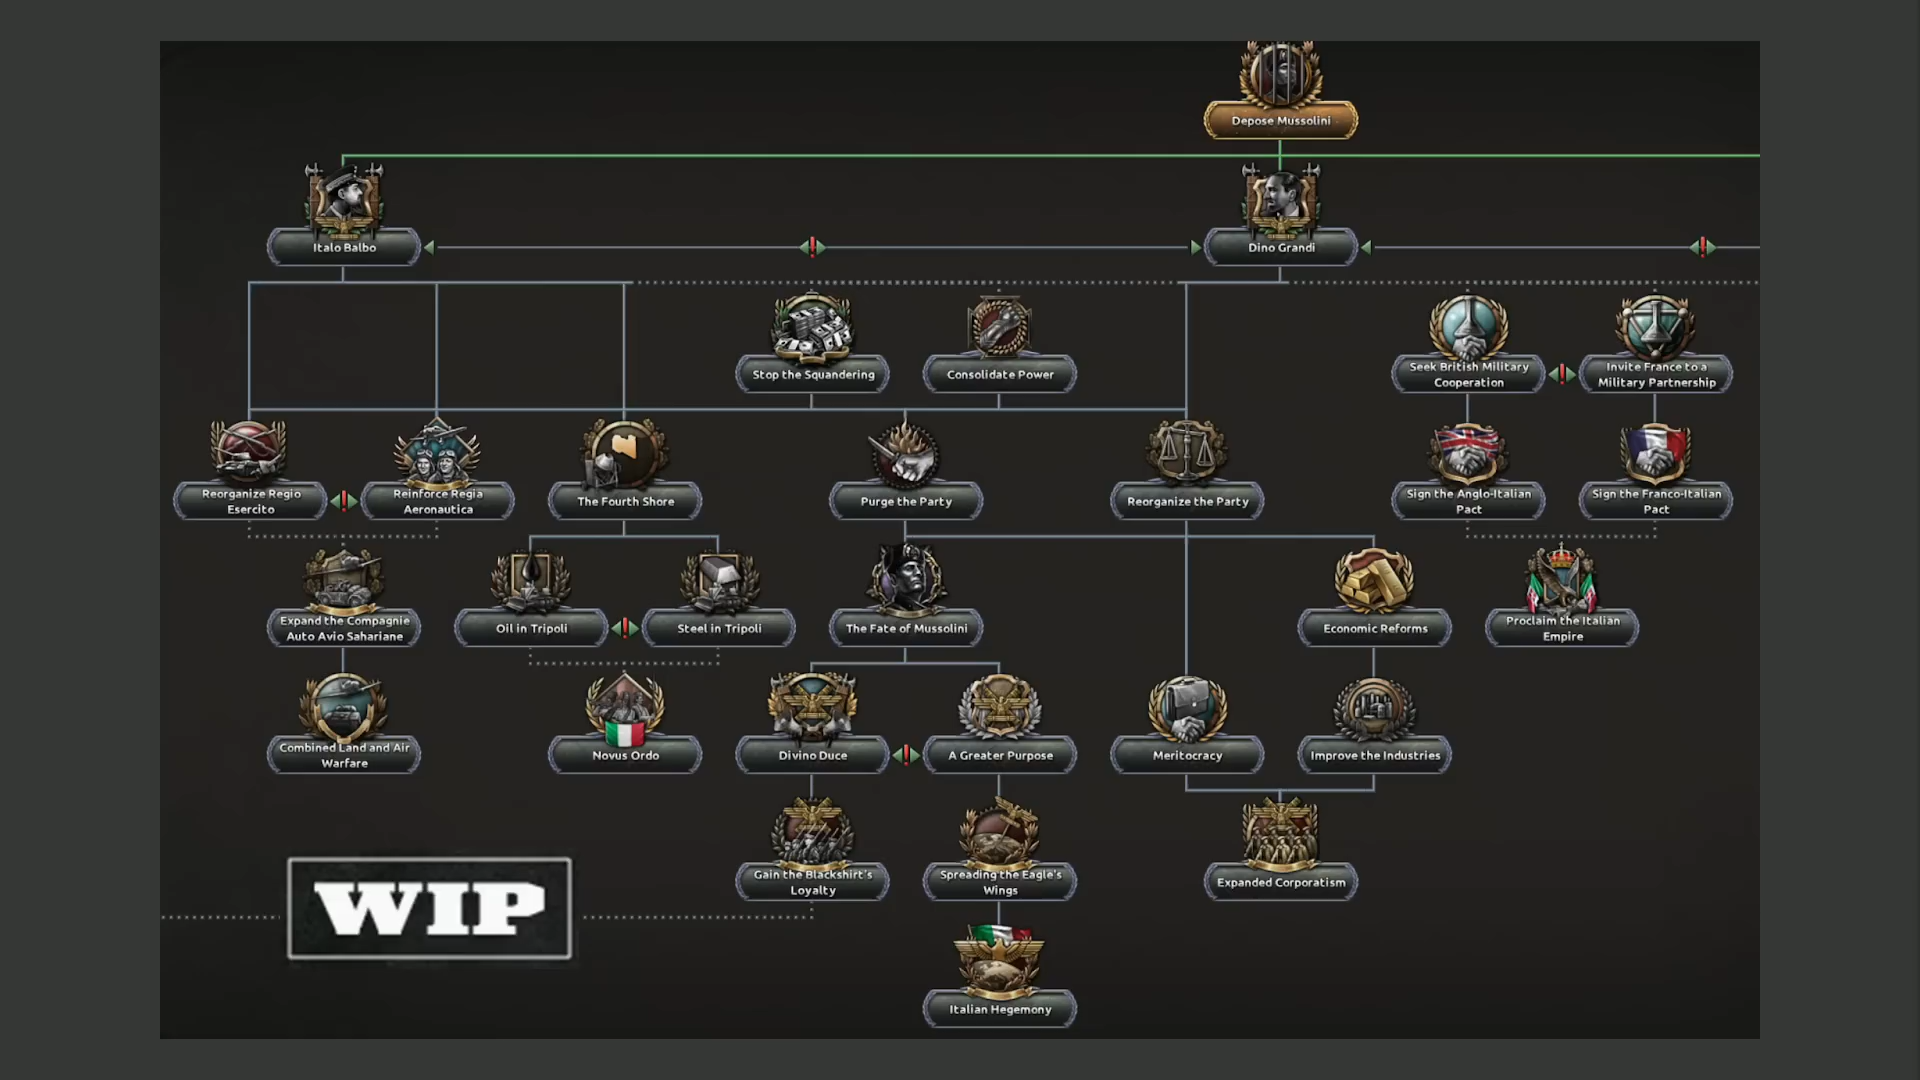 Depose Mussolini
Italo Balbo
Dino Grandi
Stop the Squandering
Consolidate Power
Seek British Military
Cooperation
Invite France to a
Military Partnership
Reorganize Regio
Esercito
Reinforce Regia
Aeronautica
The Fourth Shore
Purge the Party
Reorganize the Party
Sign the Anglo-Italian
Pact
Sign the Franco-Italian
Pact
Expand the Compagnie
Auto Avio Sahariane
Oil in Tripoli
Steel in Tripoli
The Fate of Mussolini
Economic Reforms
Proclaim the Italian
Empire
Combined Land and Air
Warfare
Novus Ordo
Divino Duce
A Greater Purpose
Meritocracy
Improve the Industries
Gain the Blackshirt's
Loyalty
Spreading the Eagle's
Wings
Expanded Corporatism
WIP
Italian Hegemony